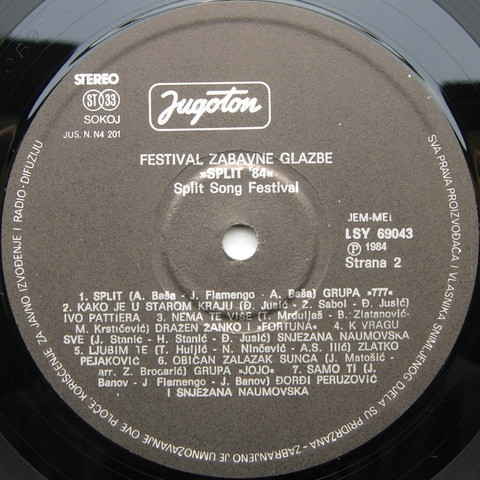 STEREO
ST 33
SOKOJ
JUS. N. N4 201
Jugoton
FESTIVAL ZABAVNE GLAZBE
»SPLIT '84«
Split Song Festival
JEM-MEi
LSY 69043
Ⓟ 1984
Strana 2
1. SPLIT (A. Baša - J. Flamengo - A. Baša) GRUPA »777«
2. KAKO JE U STAROM KRAJU (Đ. Jusić - Z. Sabol - Đ. Jusić)
IVO PATTIERA 3. NEMA TE VIŠE (T. Mrduljaš - B. Zlatanović-
M. Krstičević) DRAŽEN ŽANKO I »FORTUNA« 4. K VRAGU
SVE (J. Hartl - S. Stanić - Đ. Jusić) SNJEŽANA NAUMOVSKA
5. LJUBIM TE (T. Huljić - N. Ninčević - A.S. Ilić) ZLATKO
PEJAKOVIĆ 6. OBIČAN ZALAZAK SUNCA (J. Matošić -
arr. Z. Brocarić) GRUPA »JOJO« 7. SAMO TI (J.
Banov - J Flamengo - J. Banov) ĐORĐI PERUZOVIĆ
I SNJEŽANA NAUMOVSKA
SVA PRAVA PROIZVOĐAČA I VLASNIKA SNIMLJENOG DJELA SU PRIDRŽANA - ZABRANJENO JE UMNOŽAVANJE OVE PLOČE, KORIŠĆENJE ZA JAVNO IZVOĐENJE I RADIO-DIFUZIJU